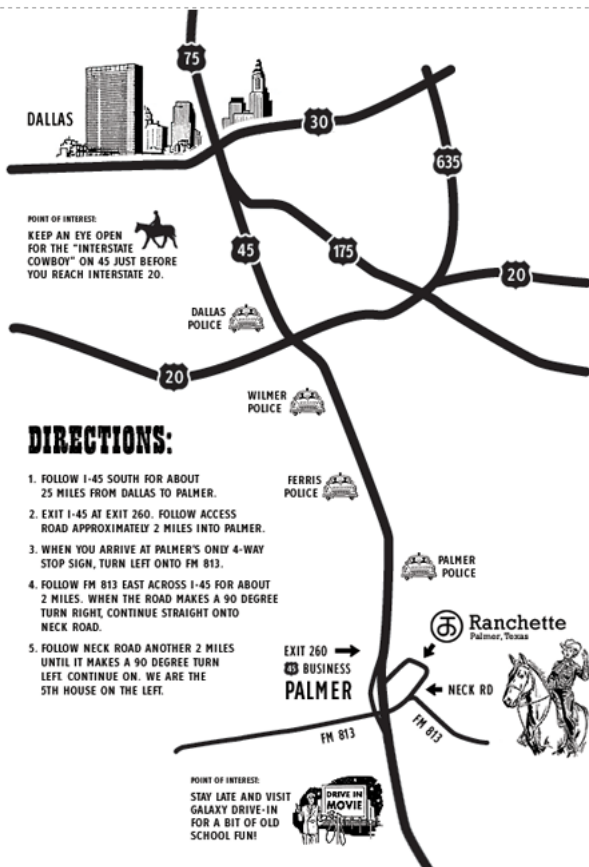 75
DALLAS
30
635
POINT OF INTEREST:
KEEP AN EYE OPEN
FOR THE "INTERSTATE
COWBOY" ON 45 JUST BEFORE
YOU REACH INTERSTATE 20.
45
175
20
DALLAS
POLICE
20
WILMER
POLICE
DIRECTIONS:
1. FOLLOW I-45 SOUTH FOR ABOUT
25 MILES FROM DALLAS TO PALMER.
2. EXIT I-45 AT EXIT 260. FOLLOW ACCESS
ROAD APPROXIMATELY 2 MILES INTO PALMER.
3. WHEN YOU ARRIVE AT PALMER'S ONLY 4-WAY
STOP SIGN, TURN LEFT ONTO FM 813.
4. FOLLOW FM 813 EAST ACROSS I-45 FOR ABOUT
2 MILES. WHEN THE ROAD MAKES A 90 DEGREE
TURN RIGHT, CONTINUE STRAIGHT ONTO
NECK ROAD.
5. FOLLOW NECK ROAD ANOTHER 2 MILES
UNTIL IT MAKES A 90 DEGREE TURN
LEFT. CONTINUE ON. WE ARE THE
5TH HOUSE ON THE LEFT.
FERRIS
POLICE
PALMER
POLICE
Ranchette
Palmer, Texas
EXIT 260
BUSINESS
PALMER
NECK RD
FM 813
FM 813
POINT OF INTEREST:
STAY LATE AND VISIT
GALAXY DRIVE-IN
FOR A BIT OF OLD
SCHOOL FUN!
DRIVE IN
MOVIE